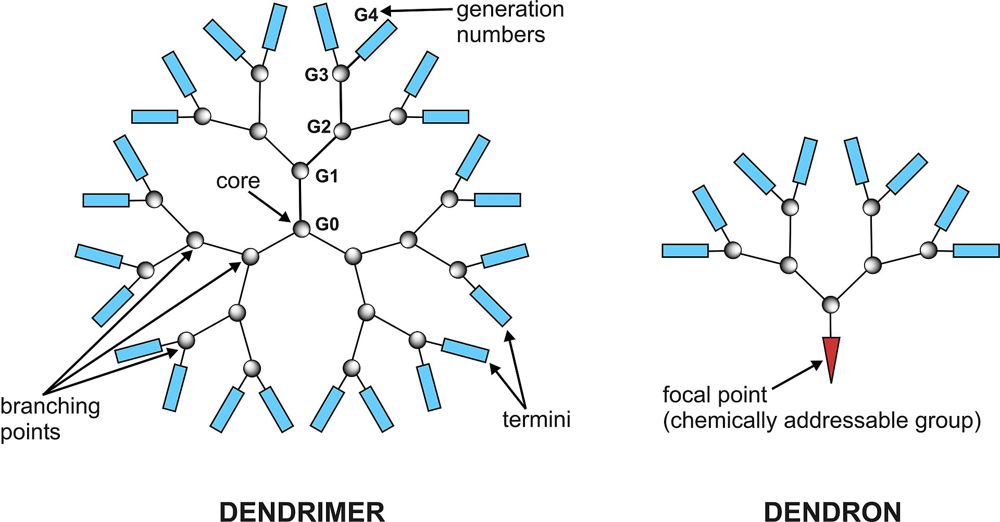 G4
generation
numbers
G3
G2
G1
core
G0
branching
points
termini
focal point
(chemically addressable group)
DENDRIMER
DENDRON